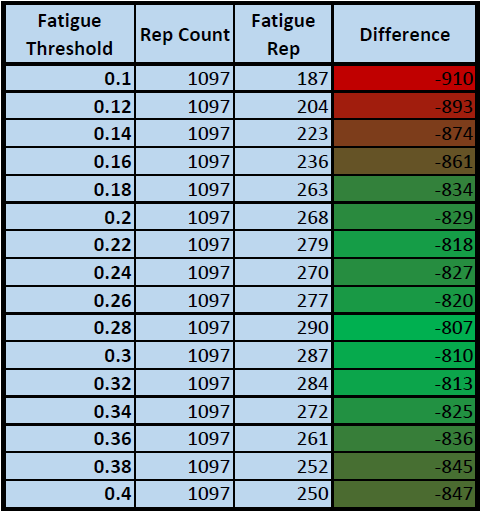 Fatigue Threshold Rep Count Fatigue Rep Difference
0.1 1097 187 -910
0.12 1097 204 -893
0.14 1097 223 -874
0.16 1097 236 -861
0.18 1097 263 -834
0.2 1097 268 -829
0.22 1097 279 -818
0.24 1097 270 -827
0.26 1097 277 -820
0.28 1097 290 -807
0.3 1097 287 -810
0.32 1097 284 -813
0.34 1097 272 -825
0.36 1097 261 -836
0.38 1097 252 -845
0.4 1097 250 -847